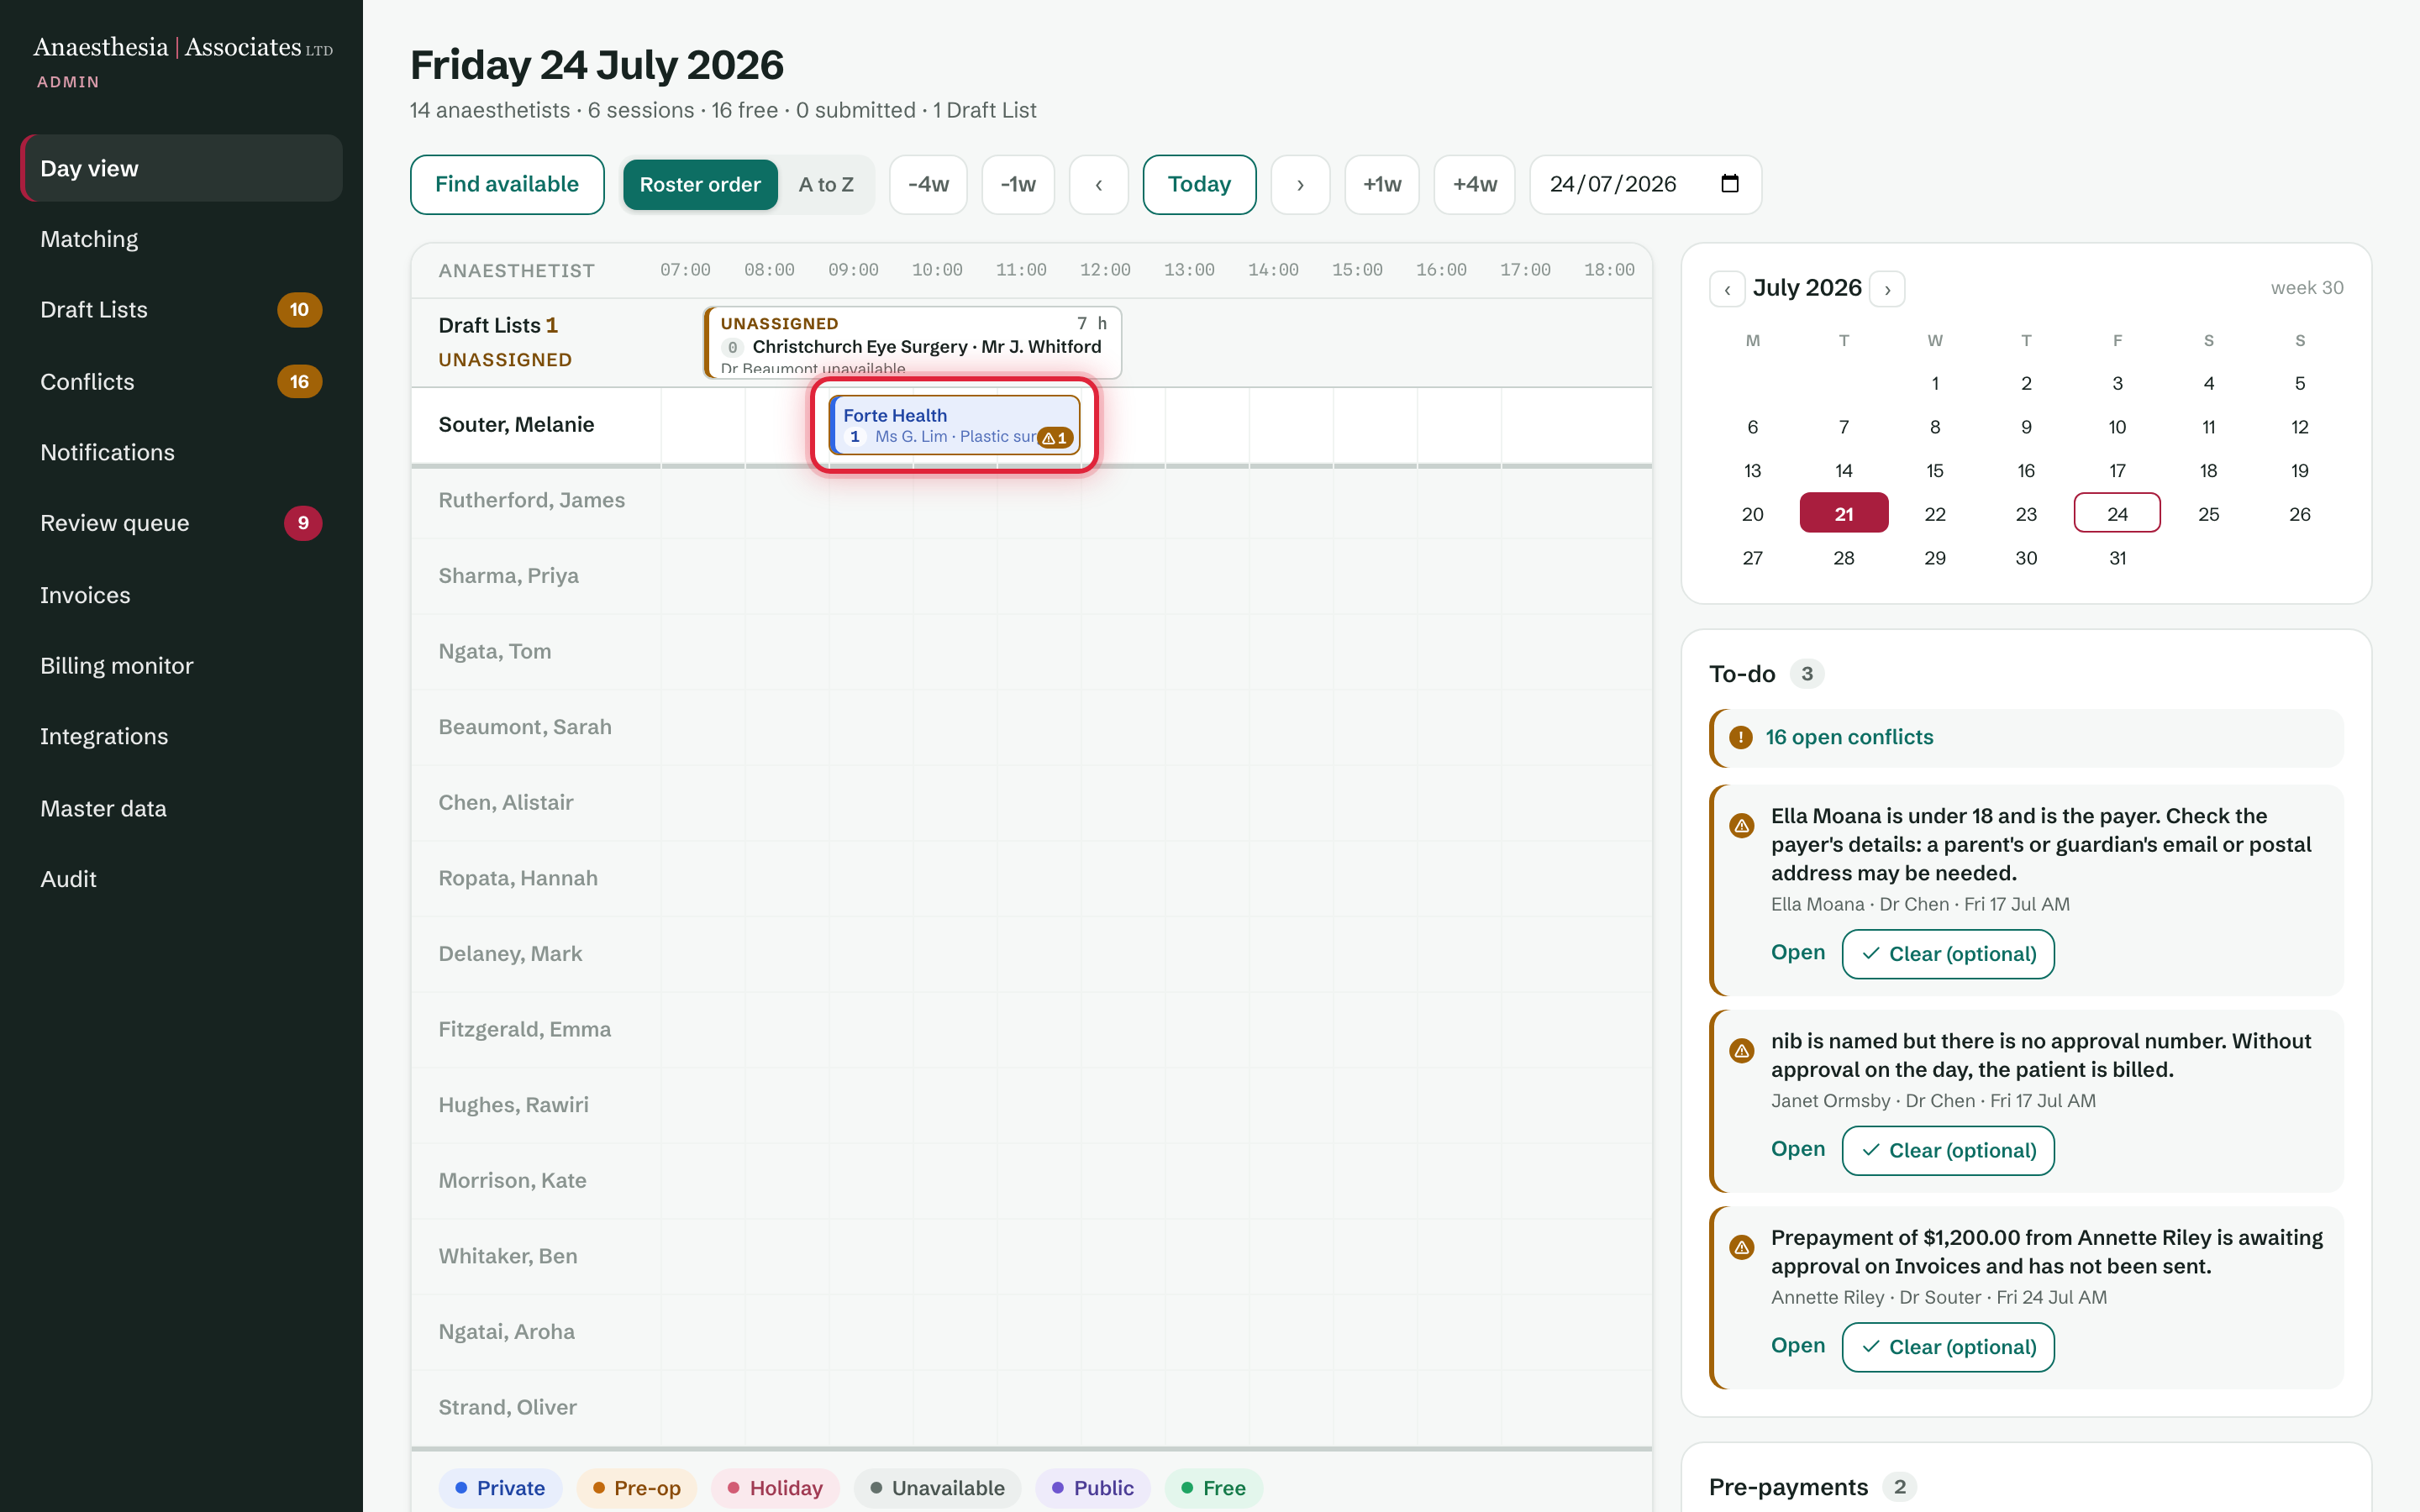 Anaesthesia | Associates LTD
ADMIN
Day view
Matching
Draft Lists 10
Conflicts 16
Notifications
Review queue 9
Invoices
Billing monitor
Integrations
Master data
Audit
Friday 24 July 2026
14 anaesthetists · 6 sessions · 16 free · 0 submitted · 1 Draft List
Find available Roster order A to Z -4w -1w ‹ Today › +1w +4w 24/07/2026
ANAESTHETIST 07:00 08:00 09:00 10:00 11:00 12:00 13:00 14:00 15:00 16:00 17:00 18:00
Draft Lists 1
UNASSIGNED
UNASSIGNED 7 h
0 Christchurch Eye Surgery · Mr J. Whitford
Dr Beaumont unavailable
Souter, Melanie
Forte Health
1 Ms G. Lim · Plastic sur 1
Rutherford, James
Sharma, Priya
Ngata, Tom
Beaumont, Sarah
Chen, Alistair
Ropata, Hannah
Delaney, Mark
Fitzgerald, Emma
Hughes, Rawiri
Morrison, Kate
Whitaker, Ben
Ngatai, Aroha
Strand, Oliver
Private Pre-op Holiday Unavailable Public Free
‹ July 2026 › week 30
M T W T F S S
1 2 3 4 5
6 7 8 9 10 11 12
13 14 15 16 17 18 19
20 21 22 23 24 25 26
27 28 29 30 31
To-do 3
! 16 open conflicts
Ella Moana is under 18 and is the payer. Check the
payer's details: a parent's or guardian's email or postal
address may be needed.
Ella Moana · Dr Chen · Fri 17 Jul AM
Open ✓ Clear (optional)
nib is named but there is no approval number. Without
approval on the day, the patient is billed.
Janet Ormsby · Dr Chen · Fri 17 Jul AM
Open ✓ Clear (optional)
Prepayment of $1,200.00 from Annette Riley is awaiting
approval on Invoices and has not been sent.
Annette Riley · Dr Souter · Fri 24 Jul AM
Open ✓ Clear (optional)
Pre-payments 2